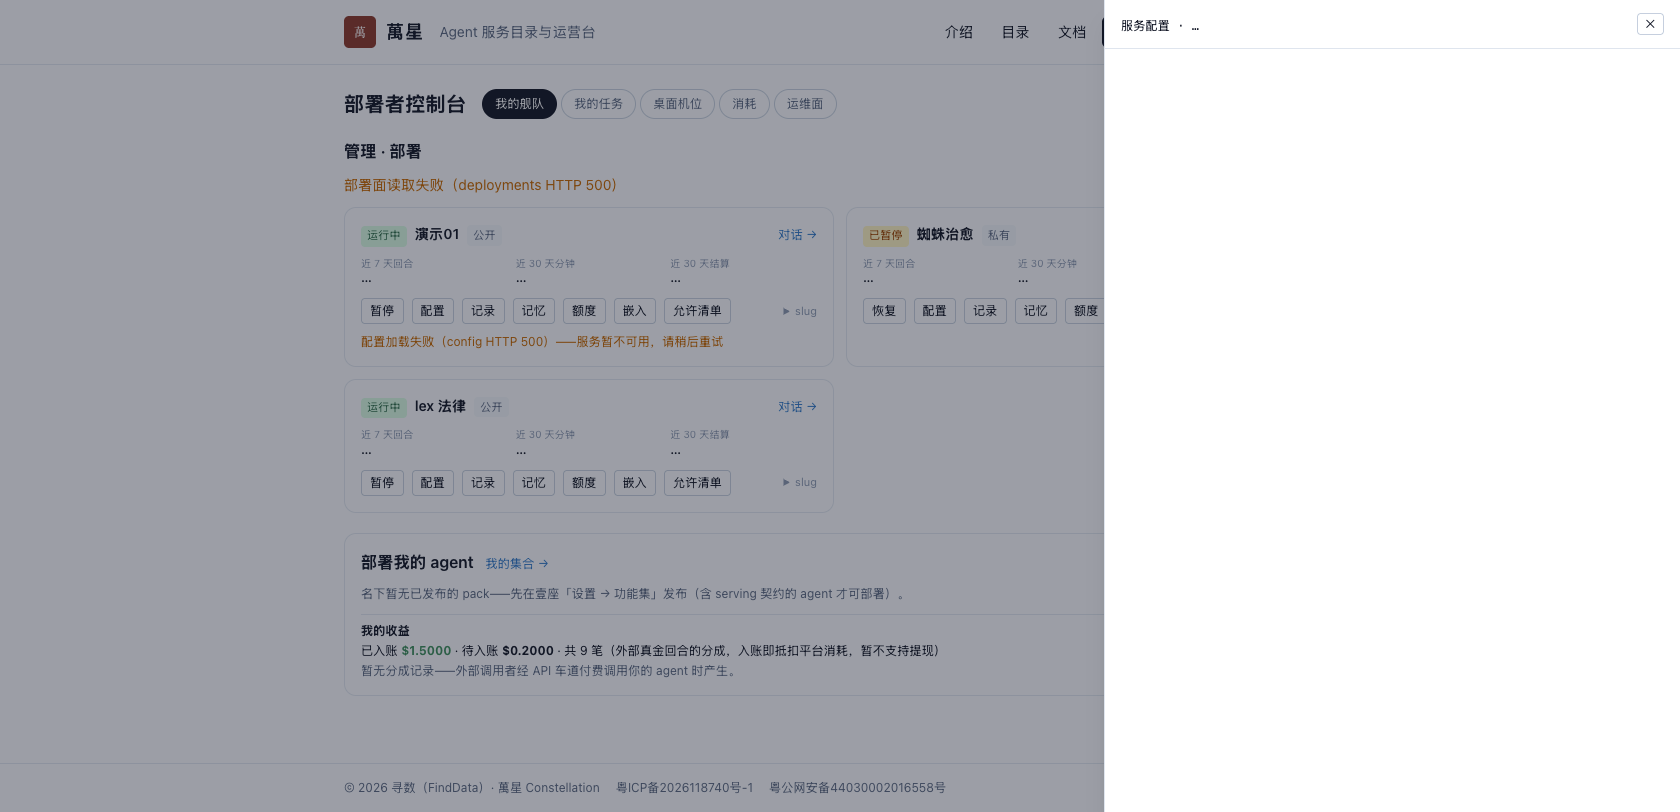 萬 萬星 Agent 服务目录与运营台 介绍 目录 文档
服务配置 · … ×
部署者控制台 我的舰队 我的任务 桌面机位 消耗 运维面
管理 · 部署
部署面读取失败（deployments HTTP 500）
运行中 演示01 公开 对话 →
近 7 天回合 近 30 天分钟 近 30 天结算
… … …
暂停 配置 记录 记忆 额度 嵌入 允许清单 ▶ slug
配置加载失败（config HTTP 500）——服务暂不可用，请稍后重试
已暂停 蜘蛛治愈 私有
近 7 天回合 近 30 天分钟
… …
恢复 配置 记录 记忆 额度
运行中 lex 法律 公开 对话 →
近 7 天回合 近 30 天分钟 近 30 天结算
… … …
暂停 配置 记录 记忆 额度 嵌入 允许清单 ▶ slug
部署我的 agent 我的集合 →
名下暂无已发布的 pack——先在壹座「设置 → 功能集」发布（含 serving 契约的 agent 才可部署）。
我的收益
已入账 $1.5000 · 待入账 $0.2000 · 共 9 笔（外部真金回合的分成，入账即抵扣平台消耗，暂不支持提现）
暂无分成记录——外部调用者经 API 车道付费调用你的 agent 时产生。
© 2026 寻数（FindData）· 萬星 Constellation 粤ICP备2026118740号-1 粤公网安备44030002016558号